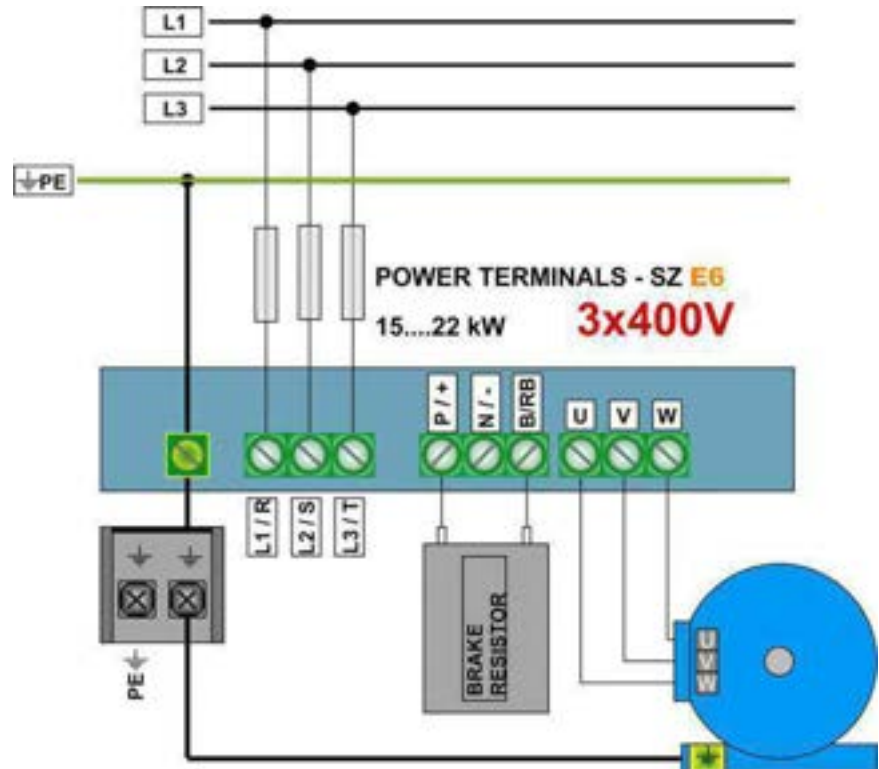 L1
L2
L3
PE
POWER TERMINALS - SZ E6
15....22 kW
3x400V
P / +
N / -
B/RB
U
V
W
L1 / R
L2 / S
L3 / T
BRAKE
RESISTOR
U
V
W
PE